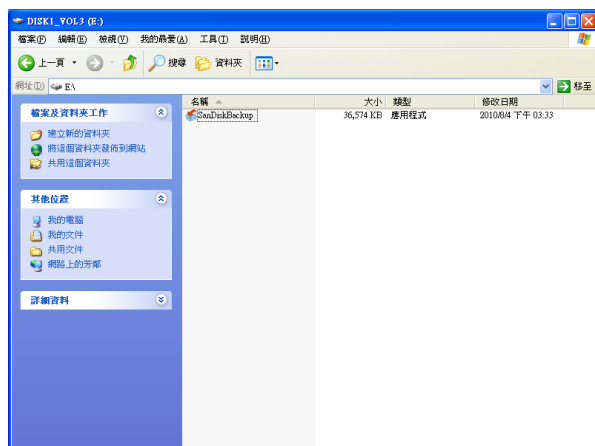 DISK1_VOL3 (E:)
檔案(F) 編輯(E) 檢視(V) 我的最愛(A) 工具(T) 說明(H)
上一頁 搜尋 資料夾
網址(D) E:\ 移至
檔案及資料夾工作
建立新的資料夾
將這個資料夾發佈到網站
共用這個資料夾
其他位置
我的電腦
我的文件
共用文件
網路上的芳鄰
詳細資料
名稱 大小 類型 修改日期
SanDiskBackup 36,574 KB 應用程式 2010/8/4 下午 03:33